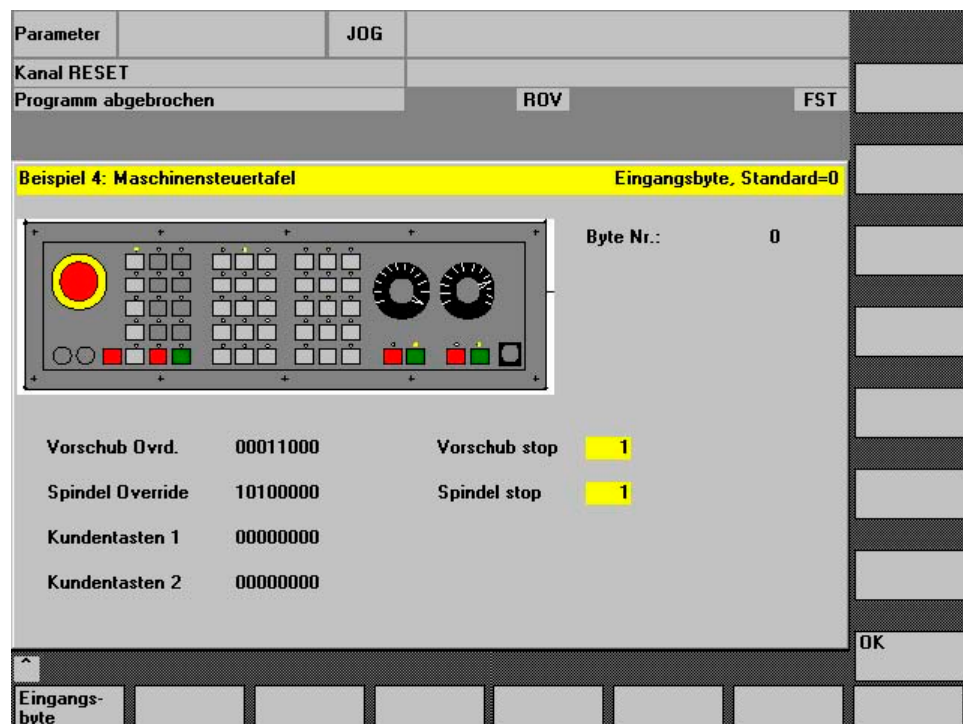 Parameter JOG
Kanal RESET
Programm abgebrochen ROV FST
Beispiel 4: Maschinensteuertafel Eingangsbyte, Standard=0
Byte Nr.: 0
Vorschub Ovrd. 00011000 Vorschub stop 1
Spindel Override 10100000 Spindel stop 1
Kundentasten 1 00000000
Kundentasten 2 00000000
OK
^
Eingangs-
byte